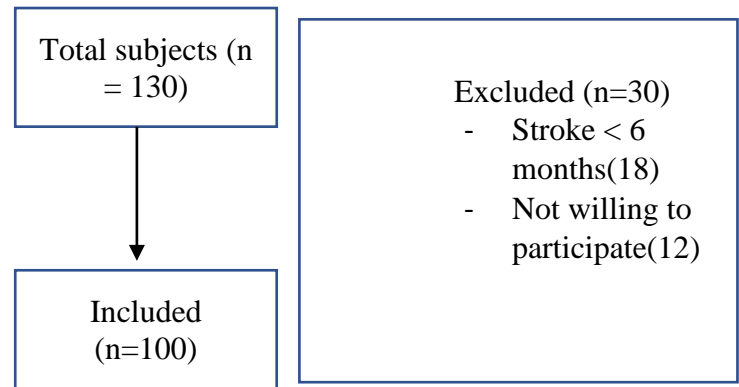 Total subjects (n
= 130)
Excluded (n=30)
- Stroke < 6
months(18)
- Not willing to
participate(12)
Included
(n=100)